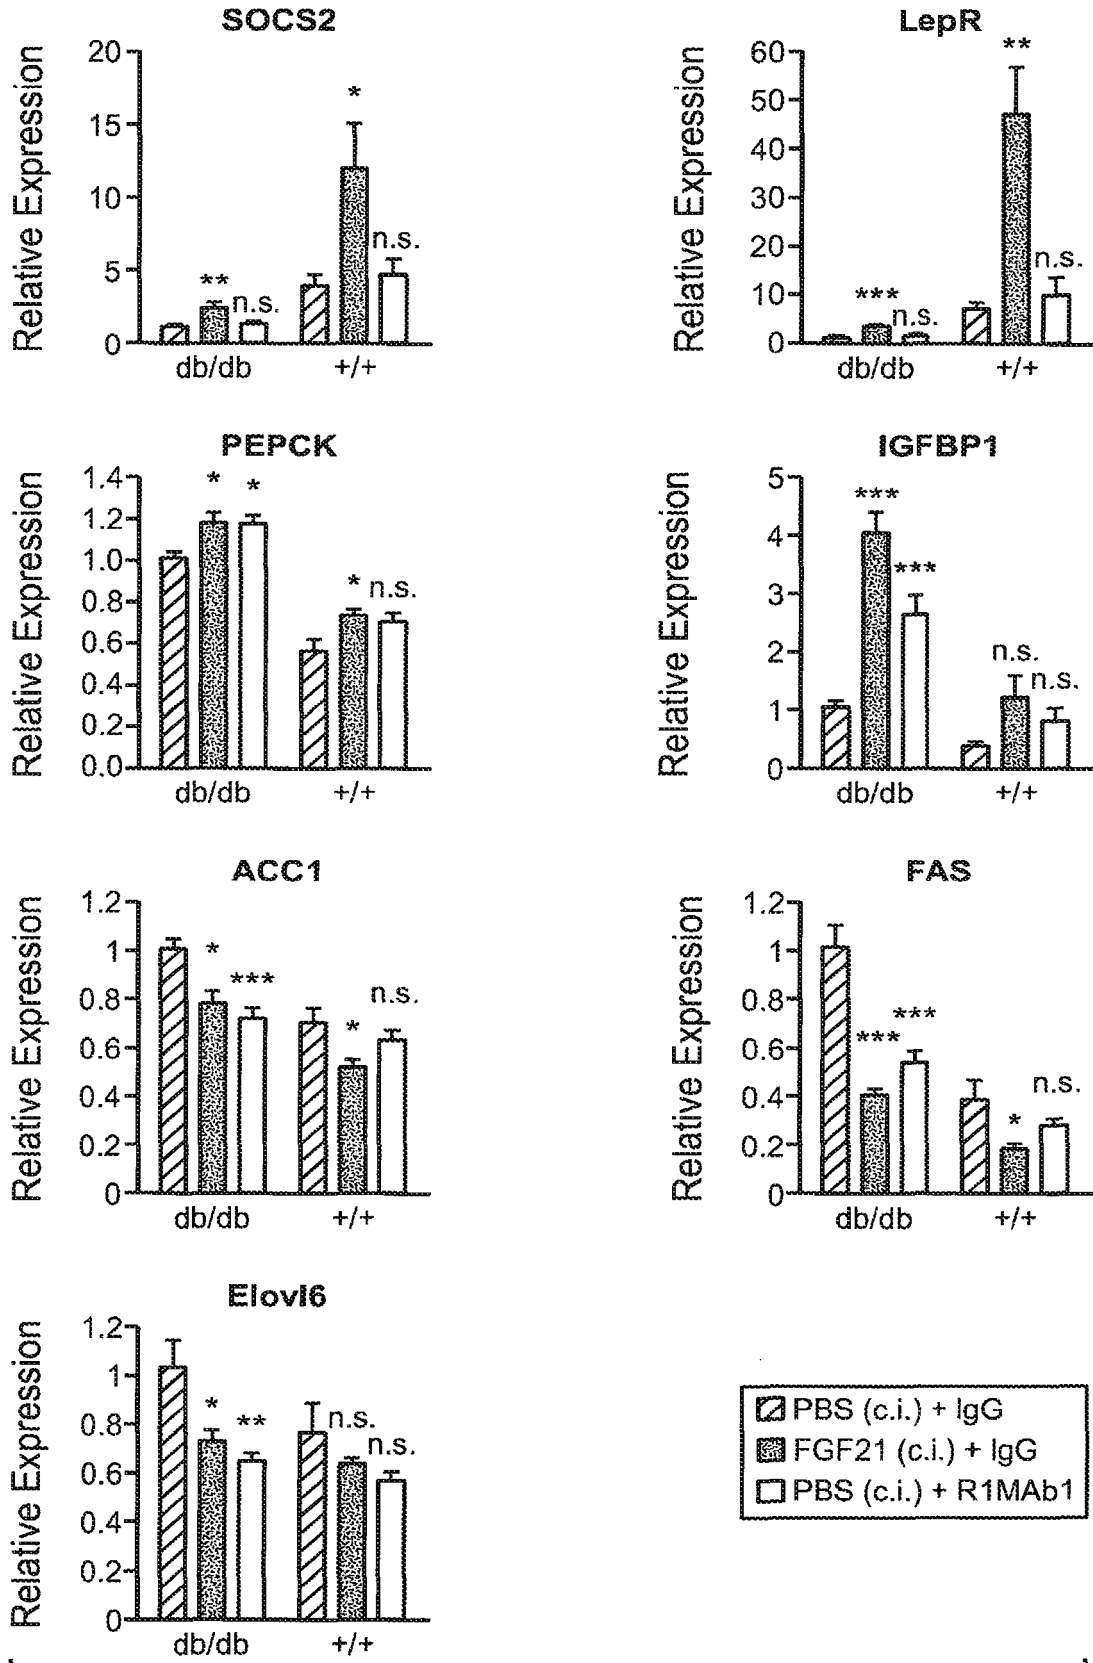 SOCS2
Relative Expression
20
15
10
5
0
**
n.s.
*
n.s.
db/db
+/+
LepR
Relative Expression
60
50
40
30
20
10
0
***
n.s.
**
n.s.
db/db
+/+
PEPCK
Relative Expression
1.4
1.2
1.0
0.8
0.6
0.4
0.2
0.0
*
*
*
n.s.
db/db
+/+
IGFBP1
Relative Expression
5
4
3
2
1
0
***
***
n.s.
n.s.
db/db
+/+
ACC1
Relative Expression
1.2
1
0.8
0.6
0.4
0.2
0
*
***
*
n.s.
db/db
+/+
FAS
Relative Expression
1.2
1
0.8
0.6
0.4
0.2
0
***
***
*
n.s.
db/db
+/+
Elovl6
Relative Expression
1.2
1
0.8
0.6
0.4
0.2
0
*
**
n.s.
n.s.
db/db
+/+
PBS (c.i.) + IgG
FGF21 (c.i.) + IgG
PBS (c.i.) + R1MAb1